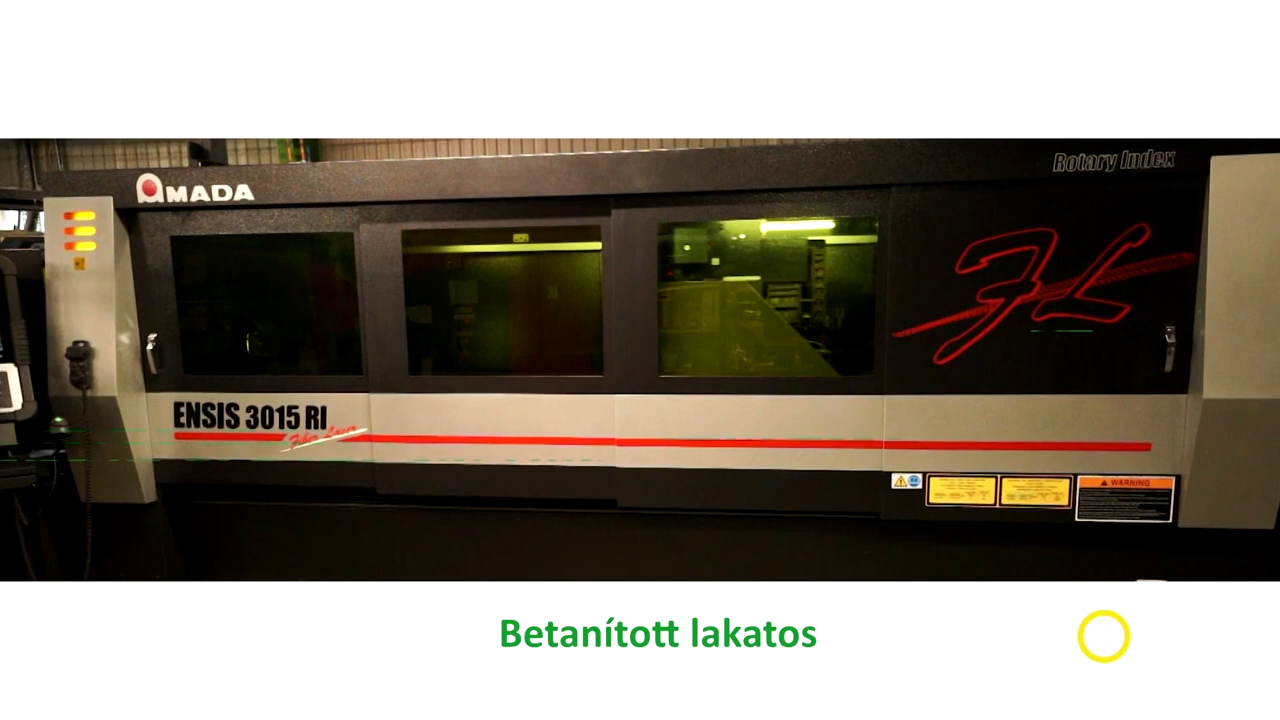 Rotary Index
AMADA
ENSIS 3015 RI
Fiber Laser
WARNING
Betanított lakatos